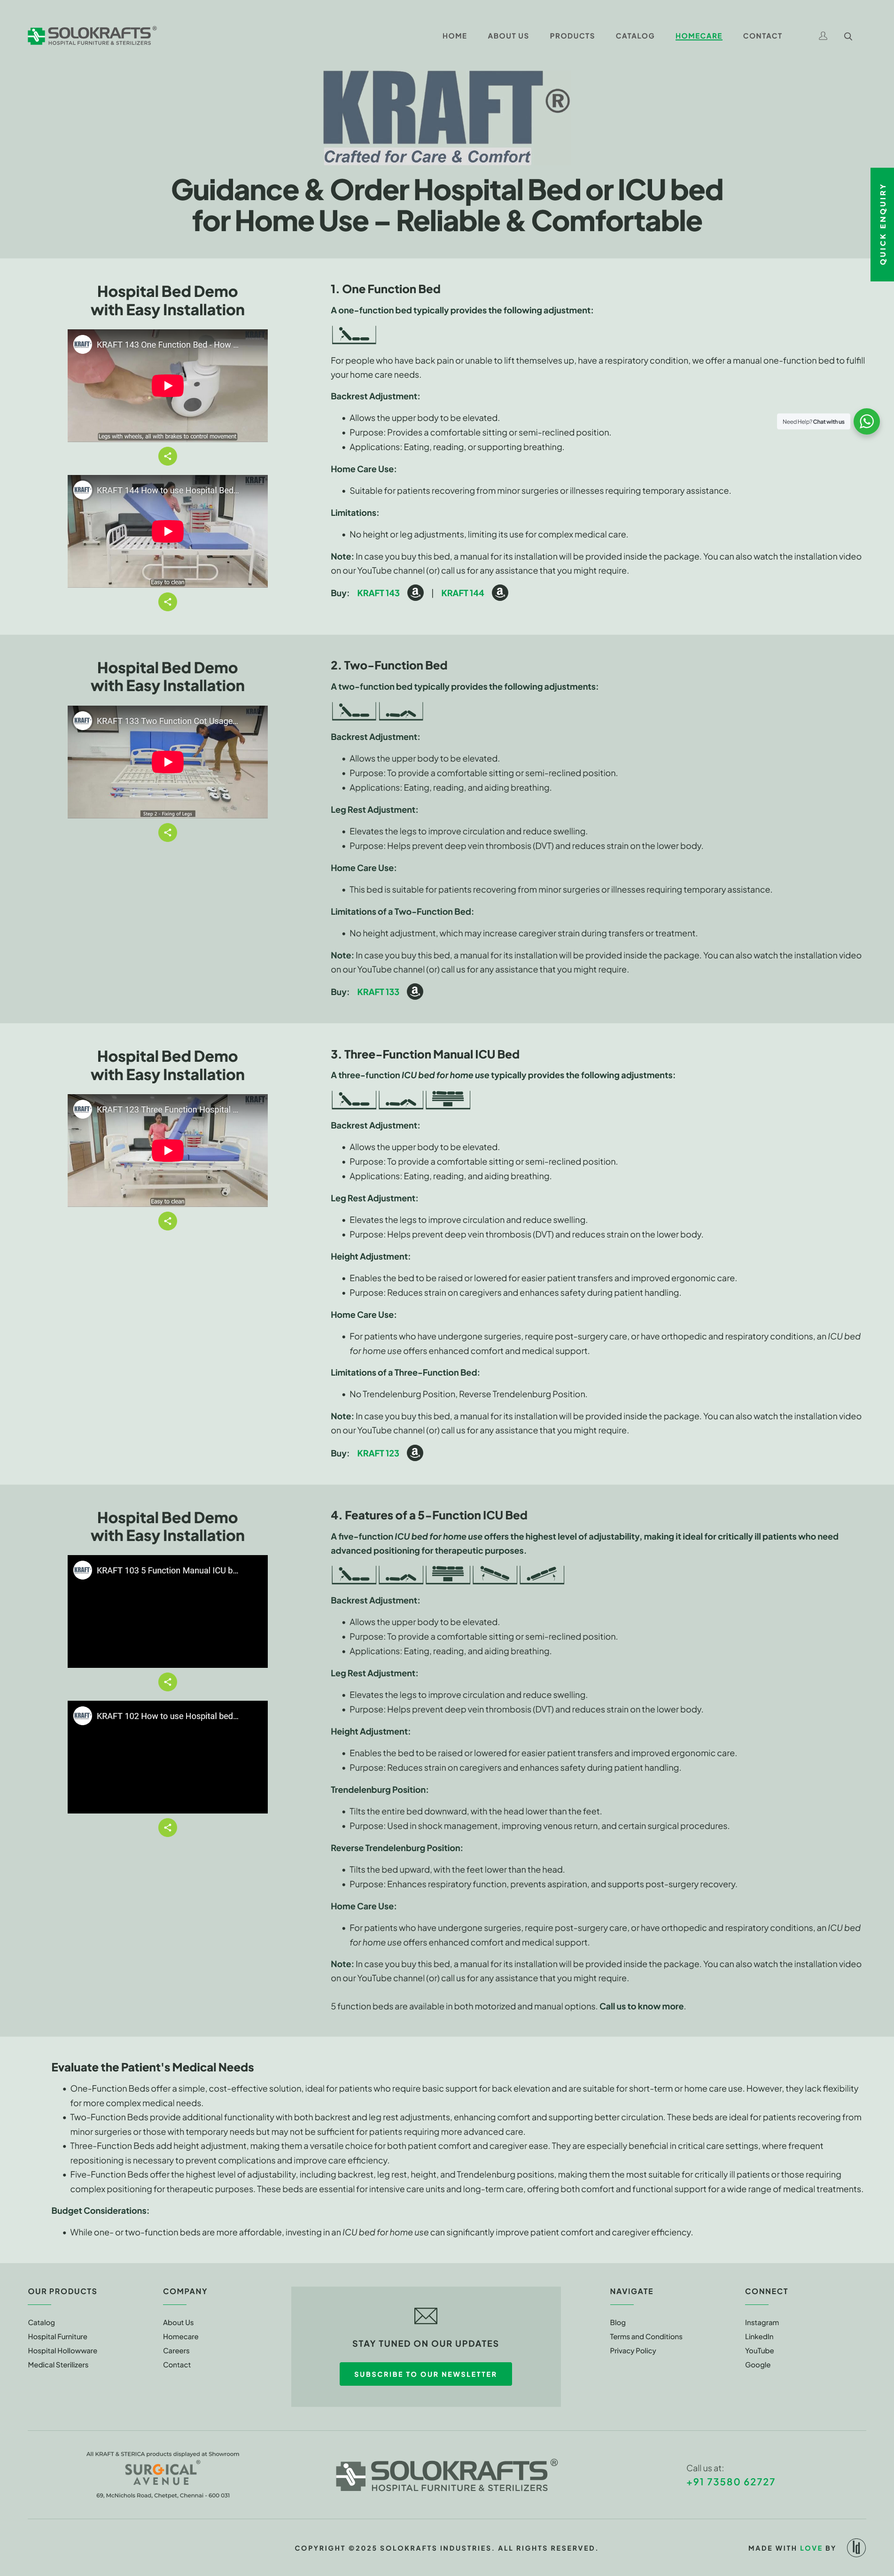 SOLOKRAFTS®
HOSPITAL FURNITURE & STERILIZERS
HOME
ABOUT US
PRODUCTS
CATALOG
HOMECARE
CONTACT
KRAFT®
Crafted for Care & Comfort
Guidance & Order Hospital Bed or ICU bed
for Home Use – Reliable & Comfortable
QUICK ENQUIRY
Hospital Bed Demo
with Easy Installation
KRAFT
KRAFT 143 One Function Bed - How ...
Legs with wheels, all with brakes to control movement
KRAFT
KRAFT 144 How to use Hospital Bed...
KRAFT
Easy to clean
1. One Function Bed
A one-function bed typically provides the following adjustment:
For people who have back pain or unable to lift themselves up, have a respiratory condition, we offer a manual one-function bed to fulfill
your home care needs.
Backrest Adjustment:
• Allows the upper body to be elevated.
• Purpose: Provides a comfortable sitting or semi-reclined position.
• Applications: Eating, reading, or supporting breathing.
Home Care Use:
• Suitable for patients recovering from minor surgeries or illnesses requiring temporary assistance.
Limitations:
• No height or leg adjustments, limiting its use for complex medical care.
Note: In case you buy this bed, a manual for its installation will be provided inside the package. You can also watch the installation video
on our YouTube channel (or) call us for any assistance that you might require.
Buy: KRAFT 143 | KRAFT 144
Need Help? Chat with us
Hospital Bed Demo
with Easy Installation
KRAFT
KRAFT 133 Two Function Cot Usage...
Step 2 - Fixing of Legs
2. Two-Function Bed
A two-function bed typically provides the following adjustments:
Backrest Adjustment:
• Allows the upper body to be elevated.
• Purpose: To provide a comfortable sitting or semi-reclined position.
• Applications: Eating, reading, and aiding breathing.
Leg Rest Adjustment:
• Elevates the legs to improve circulation and reduce swelling.
• Purpose: Helps prevent deep vein thrombosis (DVT) and reduces strain on the lower body.
Home Care Use:
• This bed is suitable for patients recovering from minor surgeries or illnesses requiring temporary assistance.
Limitations of a Two-Function Bed:
• No height adjustment, which may increase caregiver strain during transfers or treatment.
Note: In case you buy this bed, a manual for its installation will be provided inside the package. You can also watch the installation video
on our YouTube channel (or) call us for any assistance that you might require.
Buy: KRAFT 133
Hospital Bed Demo
with Easy Installation
KRAFT
KRAFT 123 Three Function Hospital ...
KRAFT
Easy to clean
3. Three-Function Manual ICU Bed
A three-function ICU bed for home use typically provides the following adjustments:
Backrest Adjustment:
• Allows the upper body to be elevated.
• Purpose: To provide a comfortable sitting or semi-reclined position.
• Applications: Eating, reading, and aiding breathing.
Leg Rest Adjustment:
• Elevates the legs to improve circulation and reduce swelling.
• Purpose: Helps prevent deep vein thrombosis (DVT) and reduces strain on the lower body.
Height Adjustment:
• Enables the bed to be raised or lowered for easier patient transfers and improved ergonomic care.
• Purpose: Reduces strain on caregivers and enhances safety during patient handling.
Home Care Use:
• For patients who have undergone surgeries, require post-surgery care, or have orthopedic and respiratory conditions, an ICU bed
for home use offers enhanced comfort and medical support.
Limitations of a Three-Function Bed:
• No Trendelenburg Position, Reverse Trendelenburg Position.
Note: In case you buy this bed, a manual for its installation will be provided inside the package. You can also watch the installation video
on our YouTube channel (or) call us for any assistance that you might require.
Buy: KRAFT 123
Hospital Bed Demo
with Easy Installation
KRAFT
KRAFT 103 5 Function Manual ICU b...
KRAFT
KRAFT 102 How to use Hospital bed...
4. Features of a 5-Function ICU Bed
A five-function ICU bed for home use offers the highest level of adjustability, making it ideal for critically ill patients who need
advanced positioning for therapeutic purposes.
Backrest Adjustment:
• Allows the upper body to be elevated.
• Purpose: To provide a comfortable sitting or semi-reclined position.
• Applications: Eating, reading, and aiding breathing.
Leg Rest Adjustment:
• Elevates the legs to improve circulation and reduce swelling.
• Purpose: Helps prevent deep vein thrombosis (DVT) and reduces strain on the lower body.
Height Adjustment:
• Enables the bed to be raised or lowered for easier patient transfers and improved ergonomic care.
• Purpose: Reduces strain on caregivers and enhances safety during patient handling.
Trendelenburg Position:
• Tilts the entire bed downward, with the head lower than the feet.
• Purpose: Used in shock management, improving venous return, and certain surgical procedures.
Reverse Trendelenburg Position:
• Tilts the bed upward, with the feet lower than the head.
• Purpose: Enhances respiratory function, prevents aspiration, and supports post-surgery recovery.
Home Care Use:
• For patients who have undergone surgeries, require post-surgery care, or have orthopedic and respiratory conditions, an ICU bed
for home use offers enhanced comfort and medical support.
Note: In case you buy this bed, a manual for its installation will be provided inside the package. You can also watch the installation video
on our YouTube channel (or) call us for any assistance that you might require.
5 function beds are available in both motorized and manual options. Call us to know more.
Evaluate the Patient's Medical Needs
• One-Function Beds offer a simple, cost-effective solution, ideal for patients who require basic support for back elevation and are suitable for short-term or home care use. However, they lack flexibility
for more complex medical needs.
• Two-Function Beds provide additional functionality with both backrest and leg rest adjustments, enhancing comfort and supporting better circulation. These beds are ideal for patients recovering from
minor surgeries or those with temporary needs but may not be sufficient for patients requiring more advanced care.
• Three-Function Beds add height adjustment, making them a versatile choice for both patient comfort and caregiver ease. They are especially beneficial in critical care settings, where frequent
repositioning is necessary to prevent complications and improve care efficiency.
• Five-Function Beds offer the highest level of adjustability, including backrest, leg rest, height, and Trendelenburg positions, making them the most suitable for critically ill patients or those requiring
complex positioning for therapeutic purposes. These beds are essential for intensive care units and long-term care, offering both comfort and functional support for a wide range of medical treatments.
Budget Considerations:
• While one- or two-function beds are more affordable, investing in an ICU bed for home use can significantly improve patient comfort and caregiver efficiency.
OUR PRODUCTS
Catalog
Hospital Furniture
Hospital Hollowware
Medical Sterilizers
COMPANY
About Us
Homecare
Careers
Contact
STAY TUNED ON OUR UPDATES
SUBSCRIBE TO OUR NEWSLETTER
NAVIGATE
Blog
Terms and Conditions
Privacy Policy
CONNECT
Instagram
LinkedIn
YouTube
Google
All KRAFT & STERICA products displayed at Showroom
SURGICAL®
AVENUE
69, McNichols Road, Chetpet, Chennai - 600 031
SOLOKRAFTS®
HOSPITAL FURNITURE & STERILIZERS
Call us at:
+91 73580 62727
COPYRIGHT ©2025 SOLOKRAFTS INDUSTRIES. ALL RIGHTS RESERVED.
MADE WITH LOVE BY